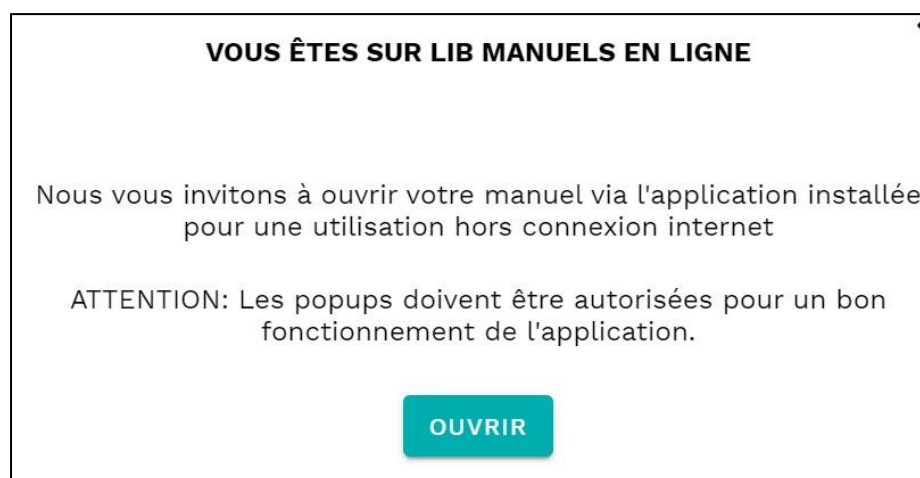 VOUS ÊTES SUR LIB MANUELS EN LIGNE
Nous vous invitons à ouvrir votre manuel via l'application installée
pour une utilisation hors connexion internet
ATTENTION: Les popups doivent être autorisées pour un bon
fonctionnement de l'application.
OUVRIR